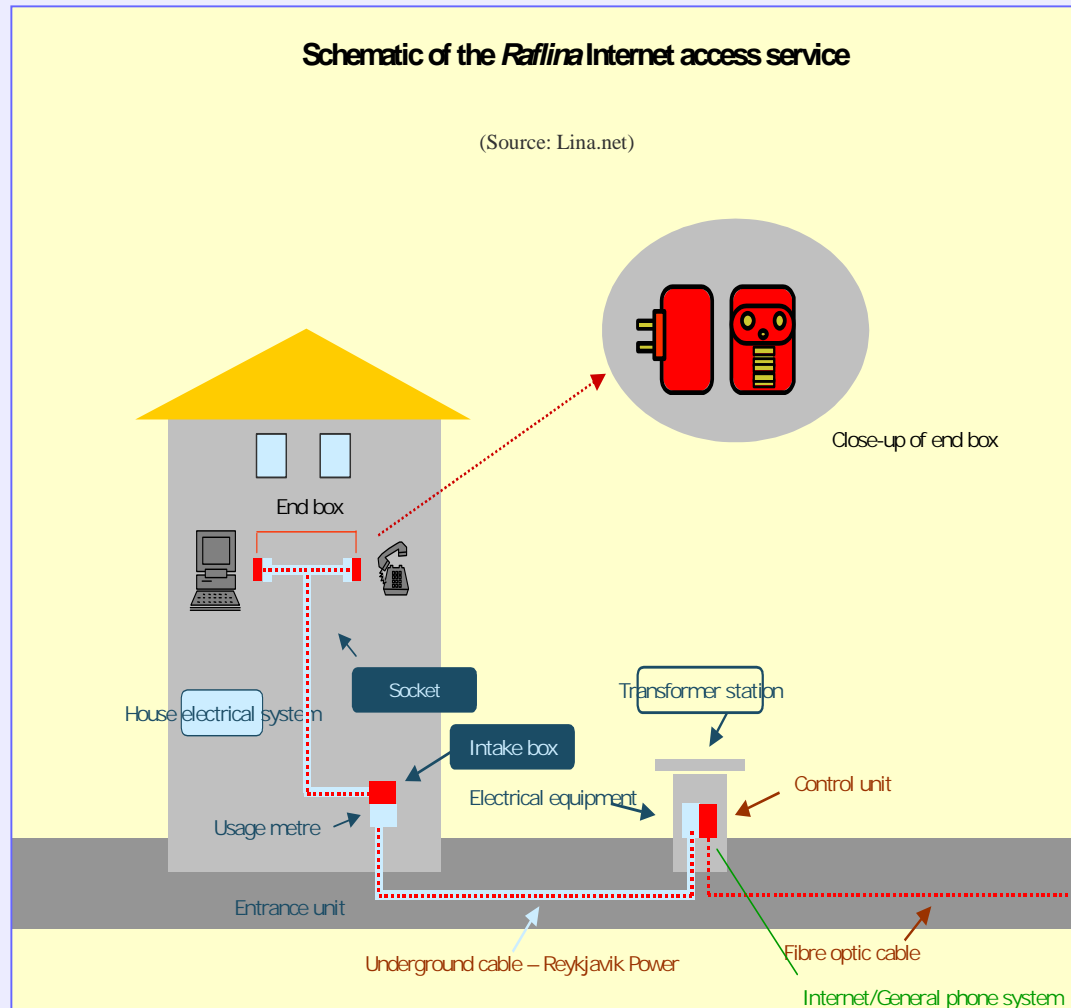 Schematic of the Raflina Internet access service
(Source: Lina.net)
Close-up of end box
End box
Socket
Transformer station
House electrical system
Intake box
Electrical equipment
Control unit
Usage metre
Entrance unit
Underground cable – Reykjavik Power
Fibre optic cable
Internet/General phone system